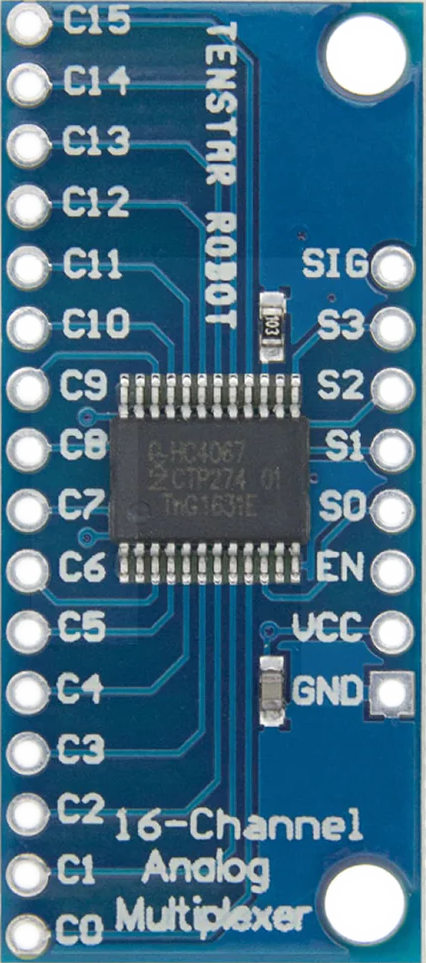 C15
C14
C13
C12
C11
C10
C9
C8
C7
C6
C5
C4
C3
C2
C1
C0
TENSTAR ROBOT
103
HC4067
CTP274 01
TnG1631E
SIG
S3
S2
S1
S0
EN
VCC
GND
16-Channel
Analog
Multiplexer